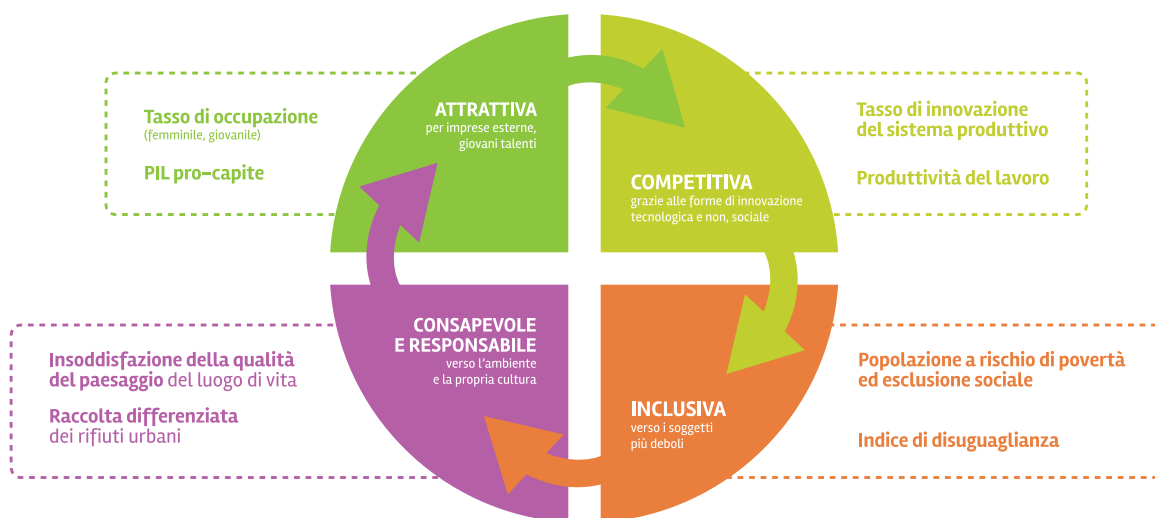 Tasso di occupazione
(femminile, giovanile)
PIL pro-capite
ATTRATTIVA
per imprese esterne,
giovani talenti
COMPETITIVA
grazie alle forme di innovazione
tecnologica e non, sociale
Tasso di innovazione
del sistema produttivo
Produttività del lavoro
Insoddisfazione della qualità
del paesaggio del luogo di vita
Raccolta differenziata
dei rifiuti urbani
CONSAPEVOLE
E RESPONSABILE
verso l'ambiente
e la propria cultura
INCLUSIVA
verso i soggetti
più deboli
Popolazione a rischio di povertà
ed esclusione sociale
Indice di disuguaglianza